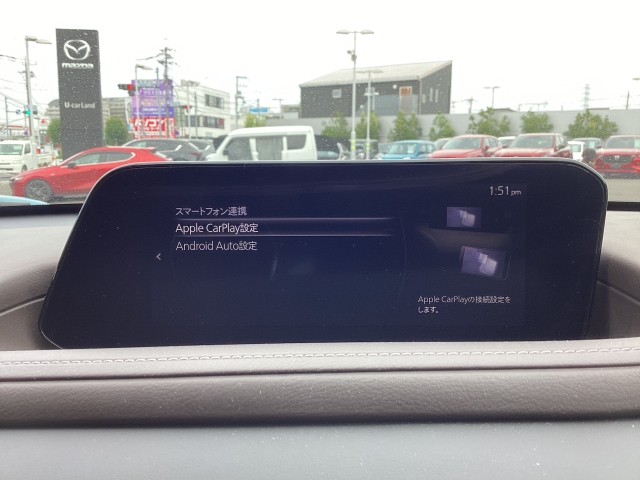 mazda
U-carLand
1:51pm
スマートフォン連携
Apple CarPlay設定
Android Auto設定
Apple CarPlayの接続設定を
します。